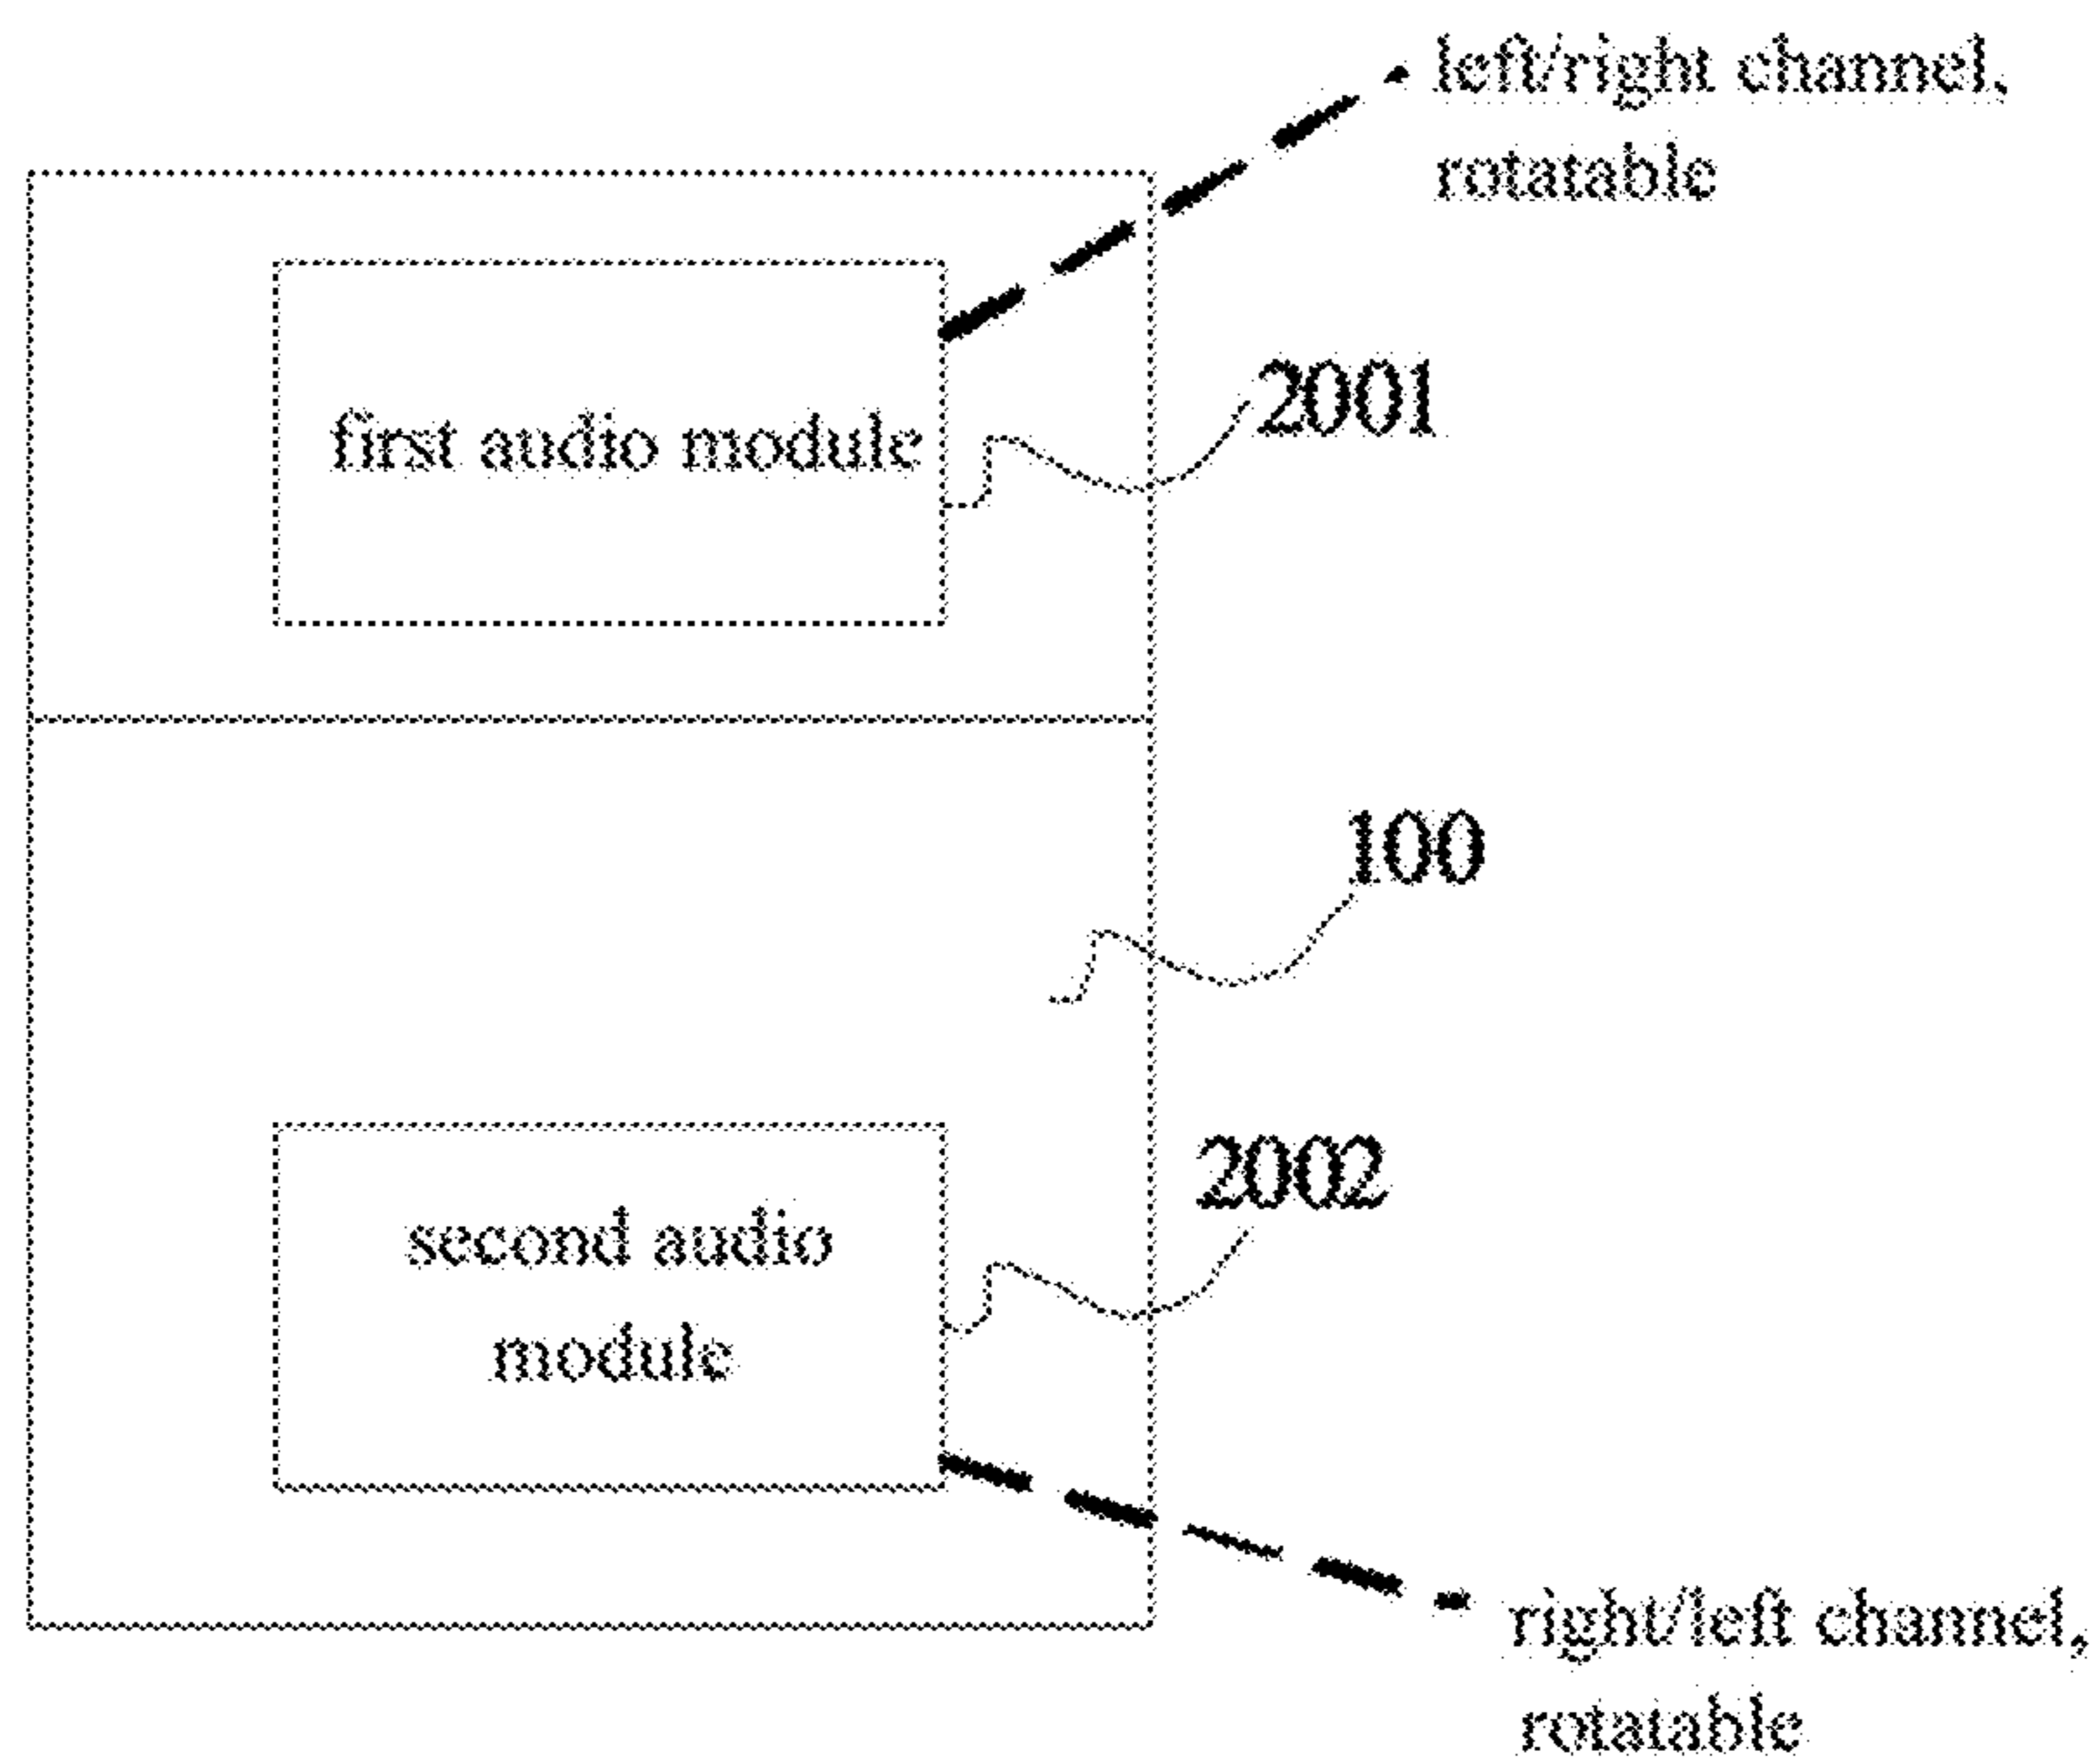 left/right channel,
rotatable
first audio module
2001
100
2002
second audio
module
right/left channel,
rotatable